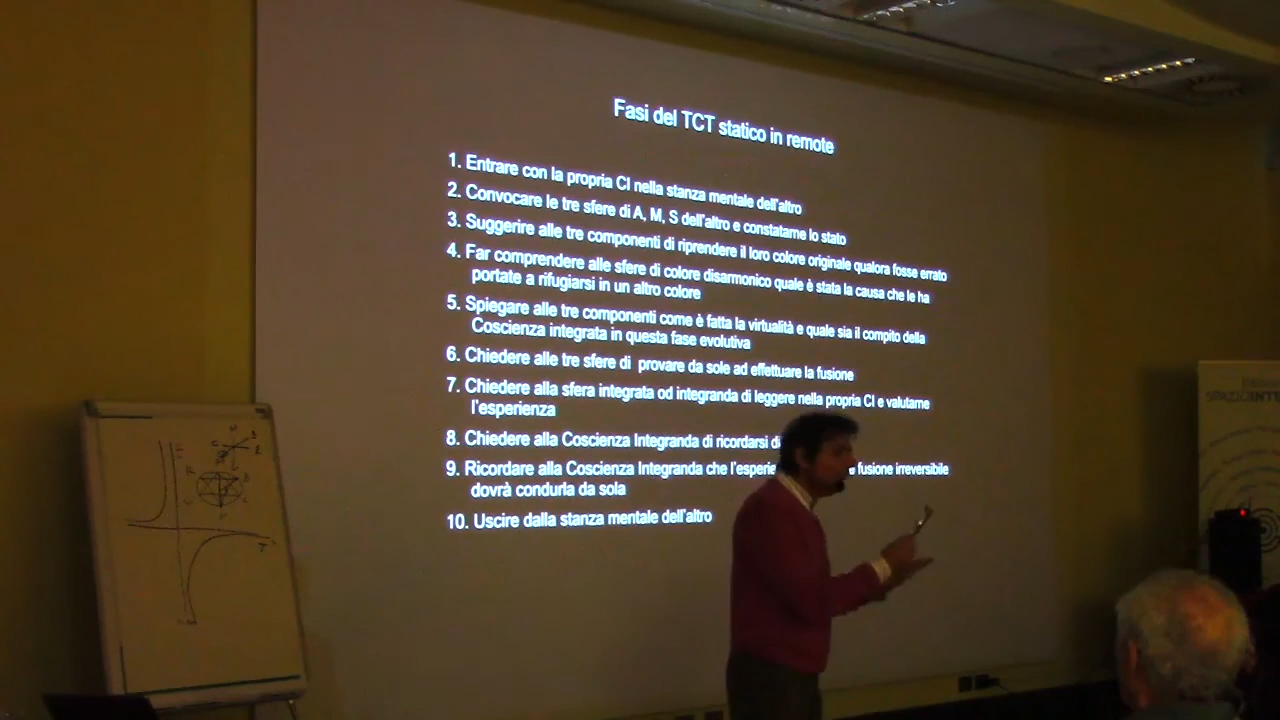 Fasi del TCT statico in remote
1. Entrare con la propria CI nella stanza mentale dell'altro
2. Convocare le tre sfere di A, M, S dell'altro e constatarne lo stato
3. Suggerire alle tre componenti di riprendere il loro colore originale qualora fosse errato
4. Far comprendere alle sfere di colore disarmonico quale è stata la causa che le ha
portate a rifugiarsi in un altro colore
5. Spiegare alle tre componenti come è fatta la virtualità e quale sia il compito della
Coscienza integrata in questa fase evolutiva
6. Chiedere alle tre sfere di provare da sole ad effettuare la fusione
7. Chiedere alla sfera integrata od integranda di leggere nella propria CI e valutarne
l'esperienza
8. Chiedere alla Coscienza Integranda di ricordarsi
9. Ricordare alla Coscienza Integranda che fusione irreversibile
dovrà condurla da sola
10. Uscire dalla stanza mentale dell'altro